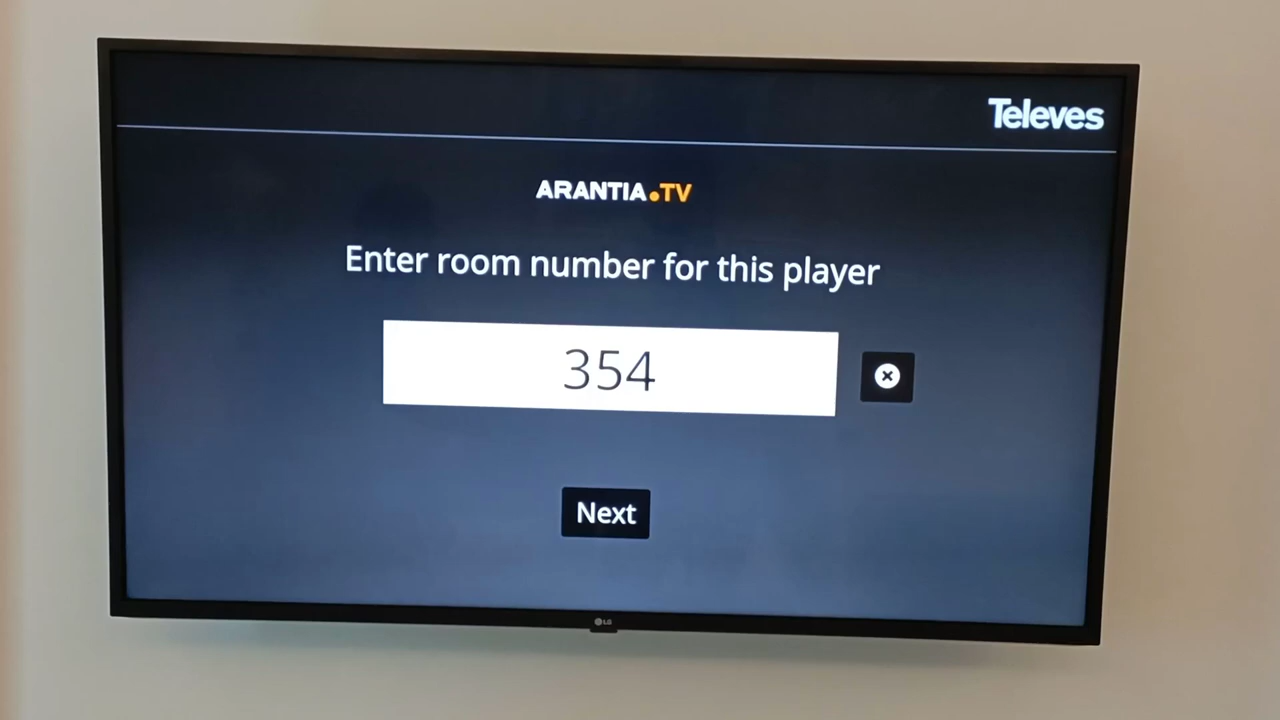 Televes
ARANTIA.TV
Enter room number for this player
354
Next
LG